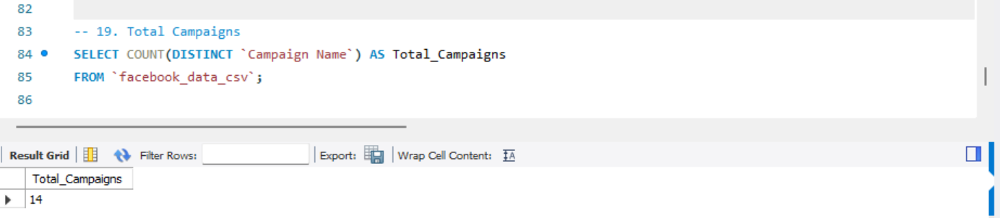 82
83 -- 19. Total Campaigns
84 SELECT COUNT(DISTINCT `Campaign Name`) AS Total_Campaigns
85 FROM `facebook_data_csv`;
86
Result Grid Filter Rows: Export: Wrap Cell Content: IA
Total_Campaigns
14